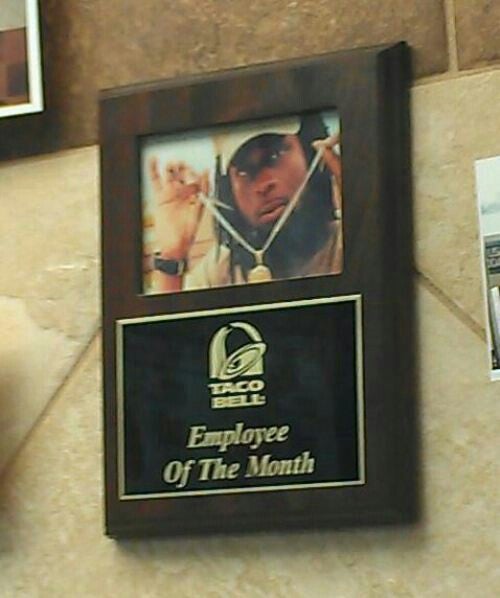 TACO
BELL
Employee
Of The Month